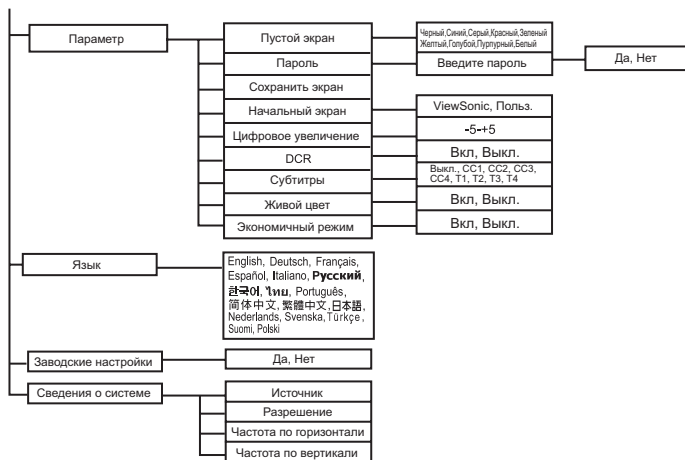 Параметр
Пустой экран
Черный,Синий,Серый,Красный,Зеленый
Желтый,Голубой,Пурпурный,Белый
Пароль
Введите пароль
Да, Нет
Сохранить экран
Начальный экран
ViewSonic, Польз.
Цифровое увеличение
-5-+5
DCR
Вкл, Выкл.
Субтитры
Выкл., CC1, CC2, CC3,
CC4, T1, T2, T3, T4
Живой цвет
Вкл, Выкл.
Экономичный режим
Вкл, Выкл.
Язык
English, Deutsch, Français,
Español, Italiano, Русский,
한국어, ไทย, Português,
简体中文, 繁體中文, 日本語,
Nederlands, Svenska, Türkçe,
Suomi, Polski
Заводские настройки
Да, Нет
Сведения о системе
Источник
Разрешение
Частота по горизонтали
Частота по вертикали